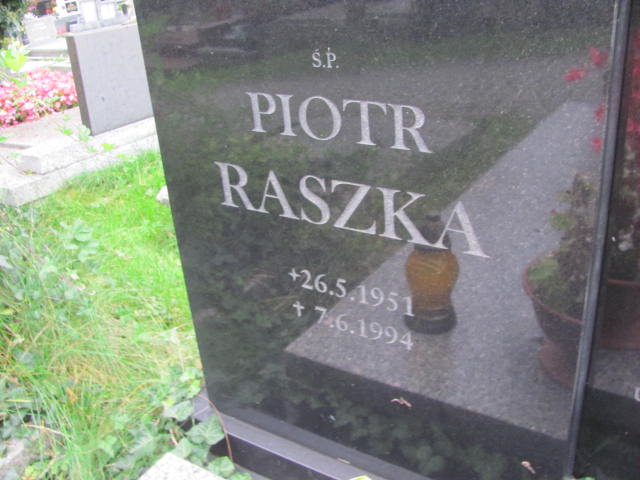 Ś.P.
PIOTR
RASZKA
+26.5.1951
✝ 7.6.1994